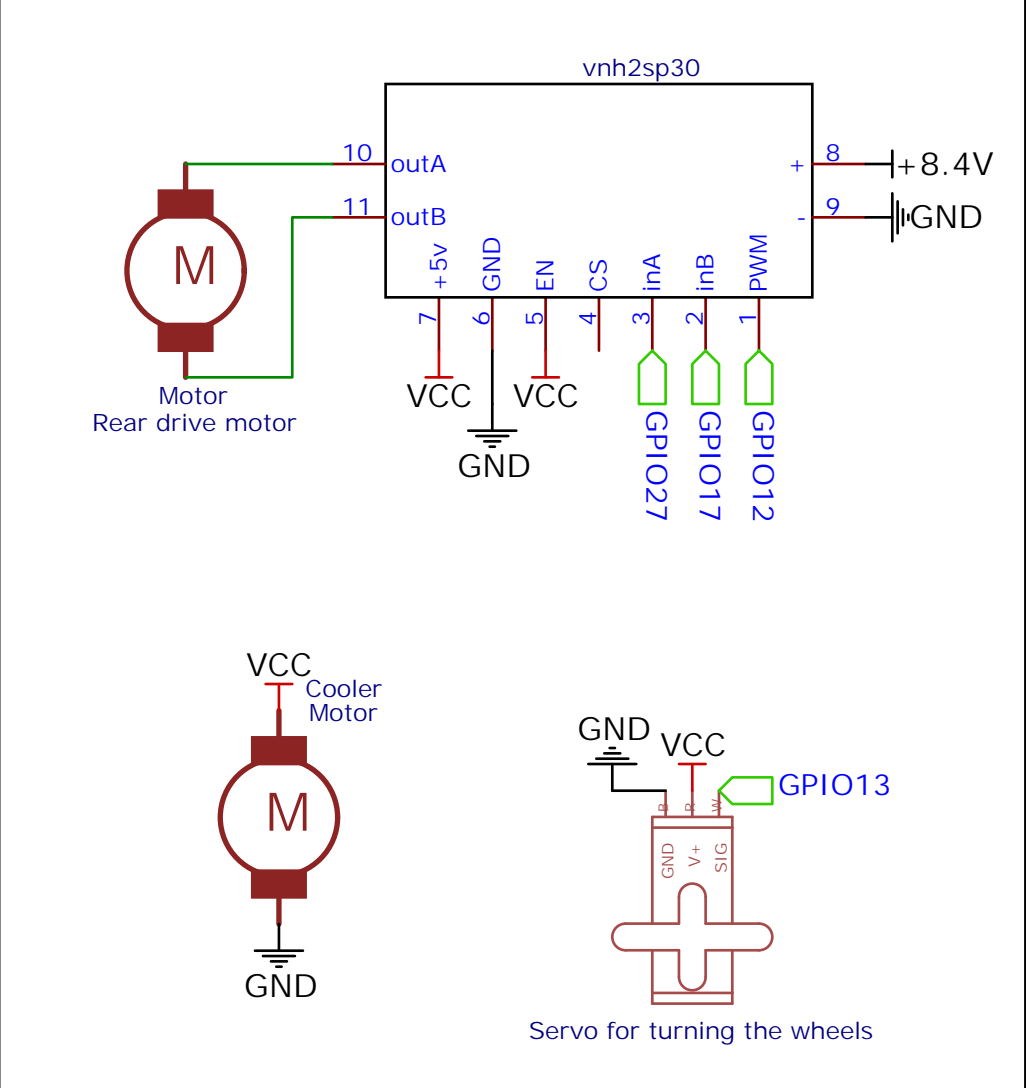 vnh2sp30
10
outA
11
outB
8
+
+8.4V
9
-
GND
M
+5v
GND
EN
CS
inA
inB
PWM
7
6
5
4
3
2
1
VCC
VCC
GND
GPIO27
GPIO17
GPIO12
Motor
Rear drive motor
VCC
Cooler
Motor
M
GND
GND
VCC
GPIO13
B
R
W
GND
V+
SIG
Servo for turning the wheels